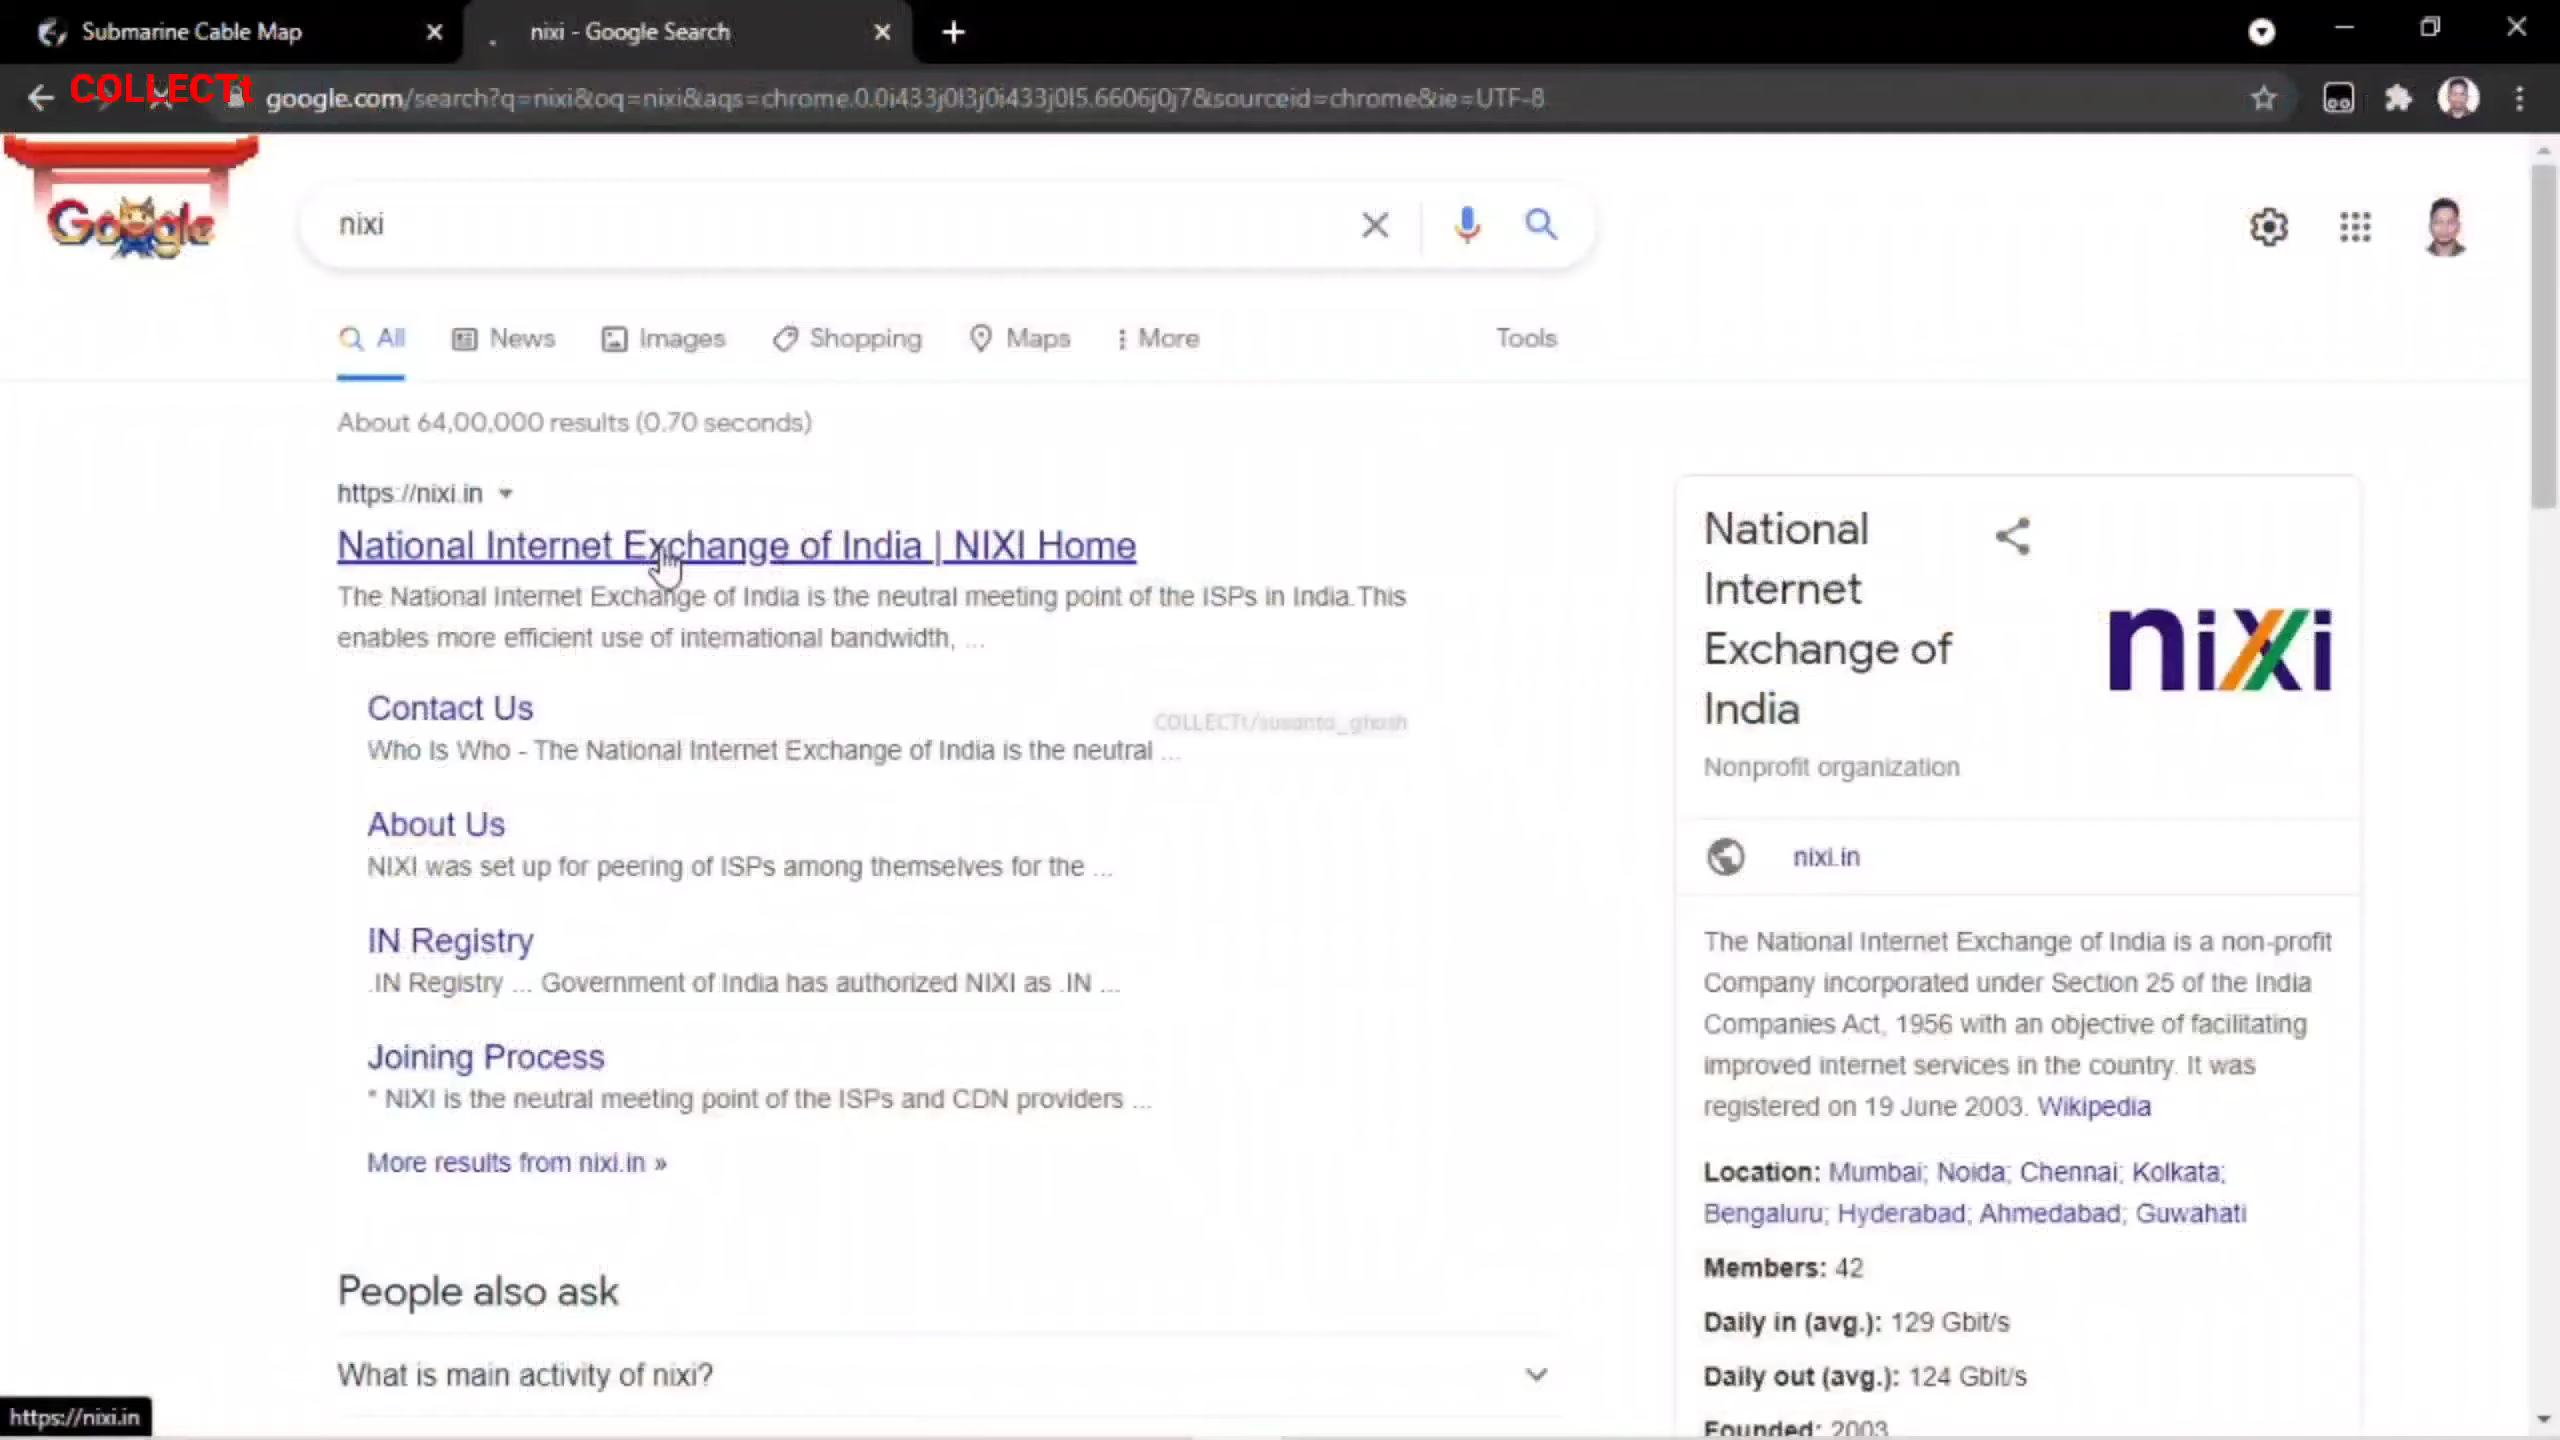 Submarine Cable Map
nixi - Google Search
COLLECTt
google.com/search?q=nixi&oq=nixi&aqs=chrome.0.0i433j0l3j0i433j0l5.6606j0j7&sourceid=chrome&ie=UTF-8
Google
nixi
All
News
Images
Shopping
Maps
More
Tools
About 64,00,000 results (0.70 seconds)
https://nixi.in
National Internet Exchange of India | NIXI Home
The National Internet Exchange of India is the neutral meeting point of the ISPs in India.This
enables more efficient use of international bandwidth, ...
Contact Us
COLLECTt/susanta_ghosh
Who Is Who - The National Internet Exchange of India is the neutral ...
About Us
NIXI was set up for peering of ISPs among themselves for the ...
IN Registry
.IN Registry ... Government of India has authorized NIXI as .IN ...
Joining Process
* NIXI is the neutral meeting point of the ISPs and CDN providers ...
More results from nixi.in »
People also ask
What is main activity of nixi?
https://nixi.in
National
Internet
Exchange of
India
nixi
Nonprofit organization
nixi.in
The National Internet Exchange of India is a non-profit
Company incorporated under Section 25 of the India
Companies Act, 1956 with an objective of facilitating
improved internet services in the country. It was
registered on 19 June 2003. Wikipedia
Location: Mumbai; Noida; Chennai; Kolkata;
Bengaluru; Hyderabad; Ahmedabad; Guwahati
Members: 42
Daily in (avg.): 129 Gbit/s
Daily out (avg.): 124 Gbit/s
Founded: 2003